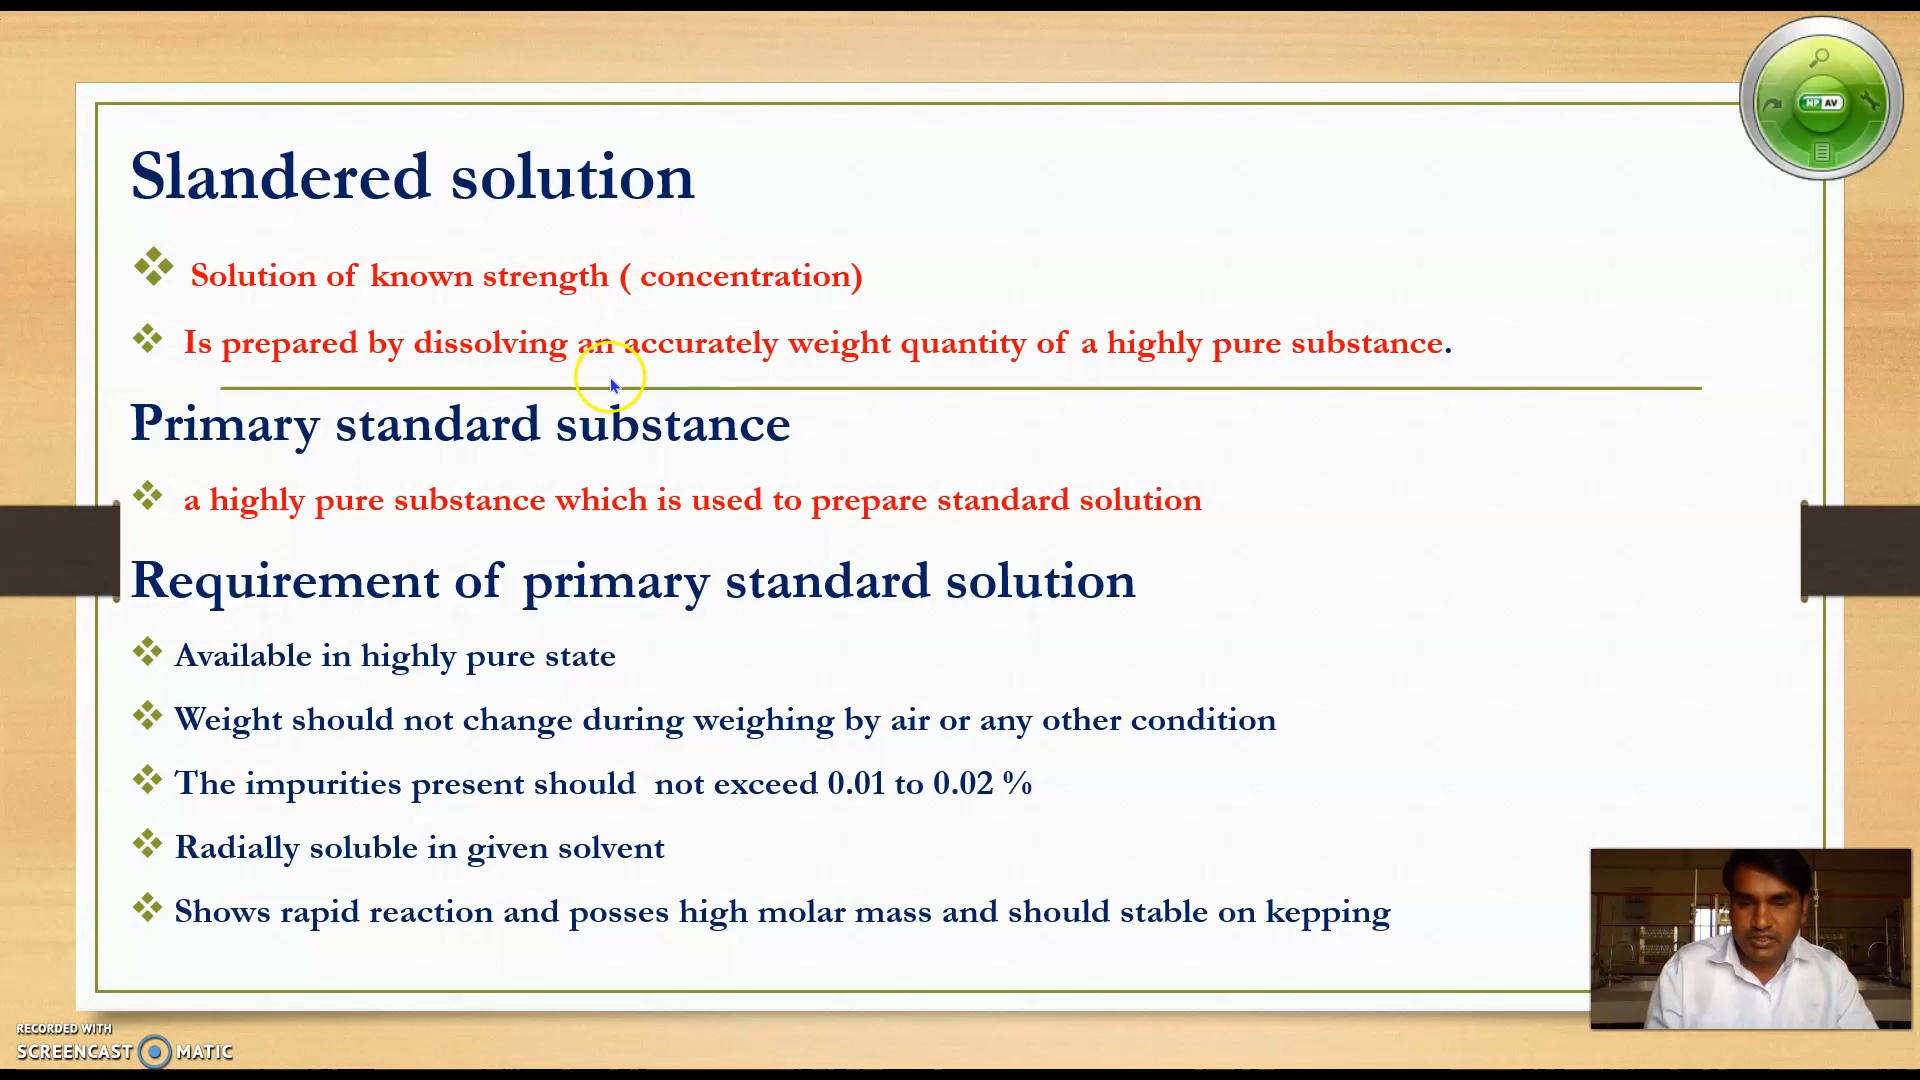 Slandered solution
Solution of known strength ( concentration)
Is prepared by dissolving an accurately weight quantity of a highly pure substance.
Primary standard substance
a highly pure substance which is used to prepare standard solution
Requirement of primary standard solution
Available in highly pure state
Weight should not change during weighing by air or any other condition
The impurities present should not exceed 0.01 to 0.02 %
Radially soluble in given solvent
Shows rapid reaction and posses high molar mass and should stable on kepping
NP AV
RECORDED WITH
SCREENCAST MATIC